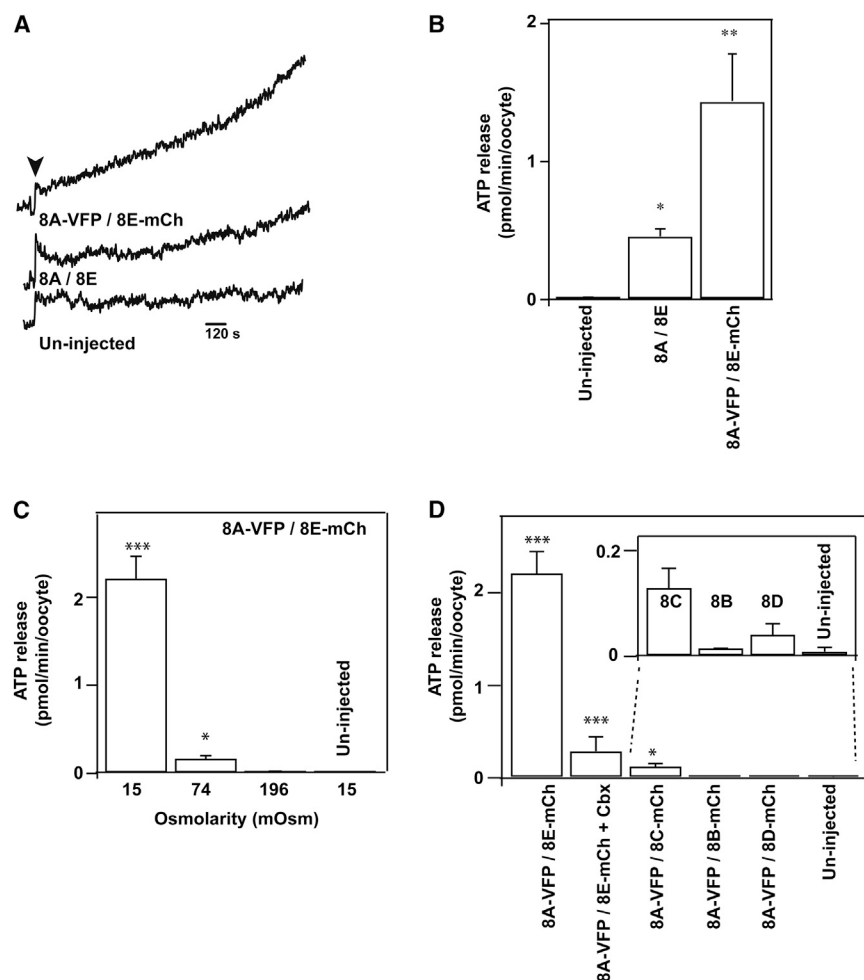 A
8A-VFP / 8E-mCh
8A / 8E
Un-injected
120 s
B
ATP release
(pmol/min/oocyte)
2
1
0
*
**
Un-injected
8A / 8E
8A-VFP / 8E-mCh
C
8A-VFP / 8E-mCh
ATP release
(pmol/min/oocyte)
2
1
0
***
*
Un-injected
15 74 196 15
Osmolarity (mOsm)
D
ATP release
(pmol/min/oocyte)
2
1
0
***
***
*
0.2
0
8C 8B 8D Un-injected
8A-VFP / 8E-mCh
8A-VFP / 8E-mCh + Cbx
8A-VFP / 8C-mCh
8A-VFP / 8B-mCh
8A-VFP / 8D-mCh
Un-injected